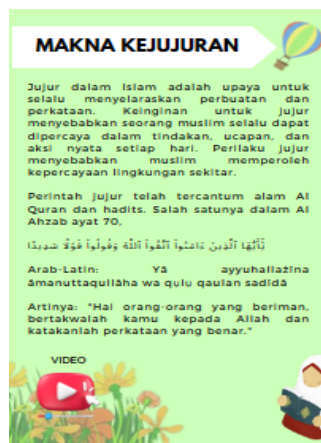 MAKNA KEJUJURAN
Jujur dalam Islam adalah upaya untuk
selalu menyelaraskan perbuatan dan
perkataan. Keinginan untuk jujur
menyebabkan seorang muslim selalu dapat
dipercaya dalam tindakan, ucapan, dan
aksi nyata setiap hari. Perilaku jujur
menyebabkan muslim memperoleh
kepercayaan lingkungan sekitar.
Perintah jujur telah tercantum alam Al
Quran dan hadits. Salah satunya dalam Al
Ahzab ayat 70,
يَٰٓأَيُّهَا ٱلَّذِينَ ءَامَنُوا۟ ٱتَّقُوا۟ ٱللَّهَ وَقُولُوا۟ قَوْلًا سَدِيدًا
Arab-Latin: Yā ayyuhallażīna
āmanuttaqullāha wa qụlụ qaulan sadīdā
Artinya: "Hai orang-orang yang beriman,
bertakwalah kamu kepada Allah dan
katakanlah perkataan yang benar."
VIDEO